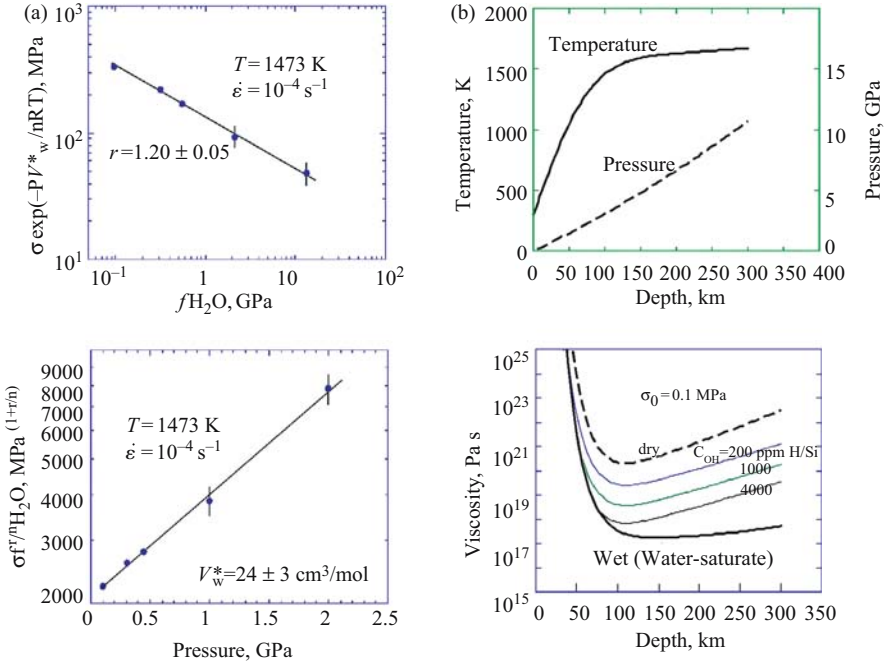 (a)
σ exp(−PV*w/nRT), MPa
10³
10²
10¹
T = 1473 K
ε̇ = 10⁻⁴ s⁻¹
r = 1.20 ± 0.05
10⁻¹ 1 10 10²
fH₂O, GPa
(b)
Temperature, K
2000
1500
1000
500
0
Temperature
Pressure
15
10
5
0
Pressure, GPa
0 50 100 150 200 250 300 350 400
Depth, km
σfʳ/ⁿH₂O, MPa (1+r/n)
9000
8000
7000
6000
5000
4000
3000
2000
T = 1473 K
ε̇ = 10⁻⁴ s⁻¹
V*w=24 ± 3 cm³/mol
0 0.5 1.0 1.5 2.0 2.5
Pressure, GPa
Viscosity, Pa s
10²⁵
10²³
10²¹
10¹⁹
10¹⁷
10¹⁵
σ₀ = 0.1 MPa
dry
C_OH=200 ppm H/Si
1000
4000
Wet (Water-saturate)
0 50 100 150 200 250 300 350
Depth, km